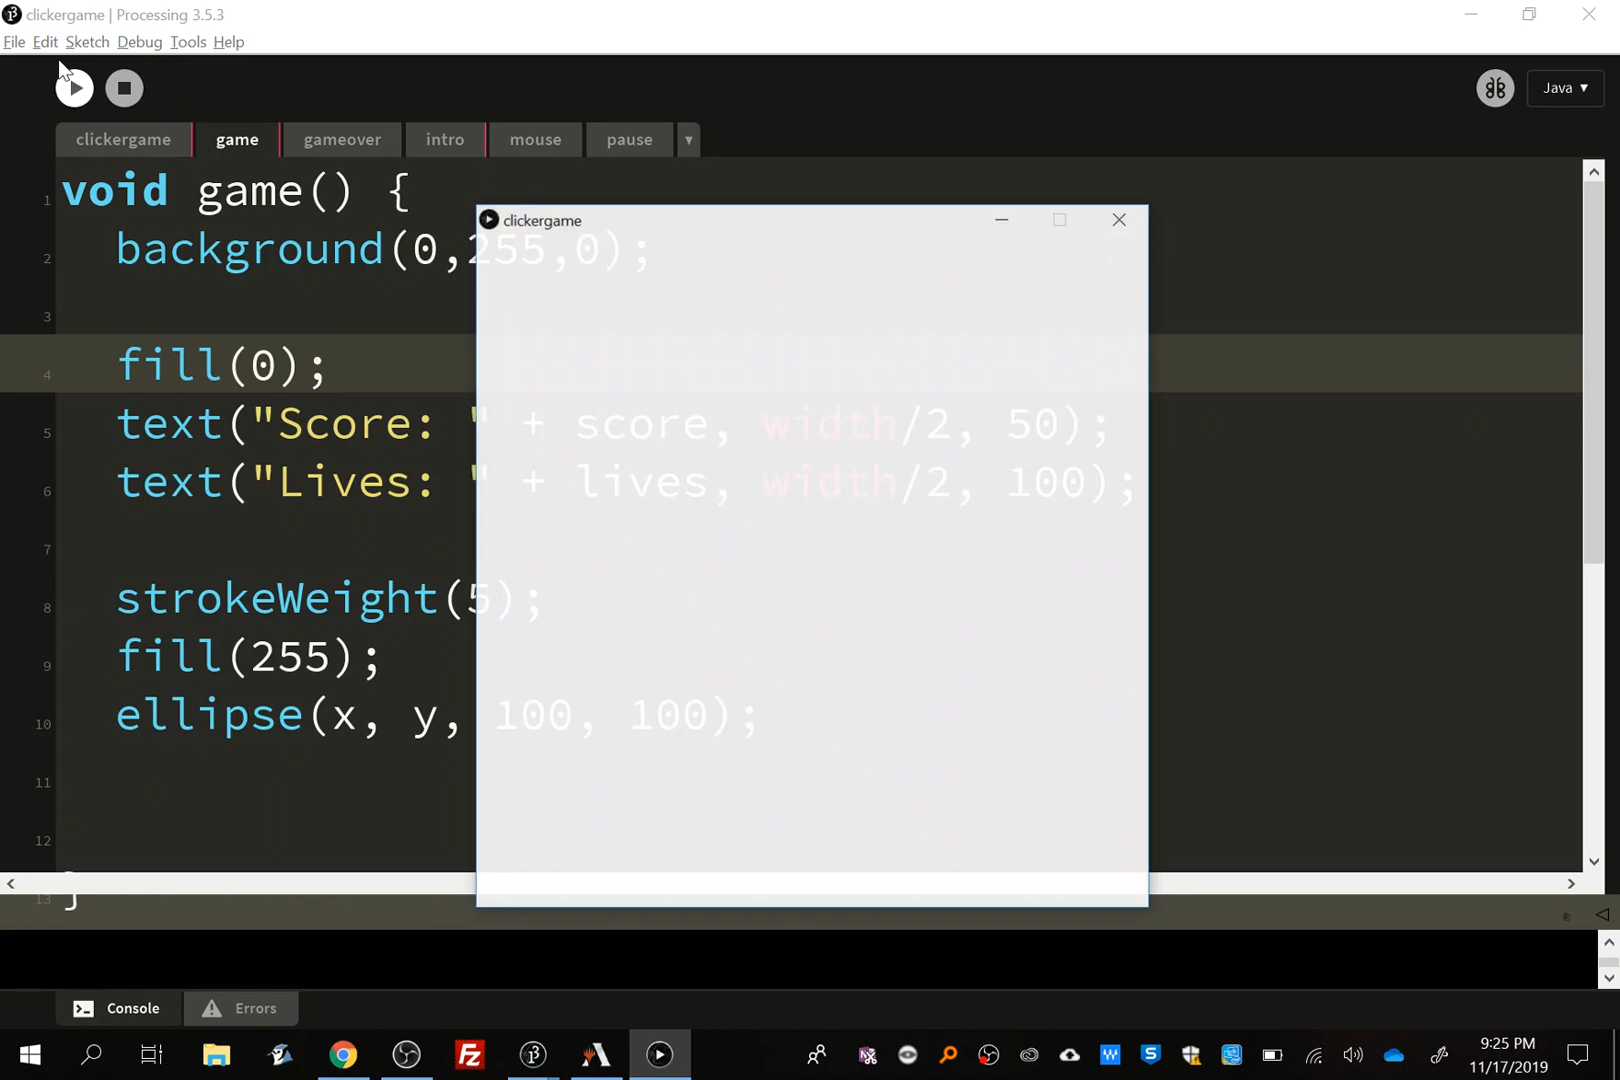 clickergame | Processing 3.5.3
File Edit Sketch Debug Tools Help
Java ▾
clickergame game gameover intro mouse pause ▾
1 void game() {
2 background(0,255,0);
3
4 fill(0);
5 text("Score: " + score, width/2, 50);
6 text("Lives: " + lives, width/2, 100);
7
8 strokeWeight(5);
9 fill(255);
10 ellipse(x, y, 100, 100);
11
12
13 }
clickergame
Console Errors
9:25 PM
11/17/2019